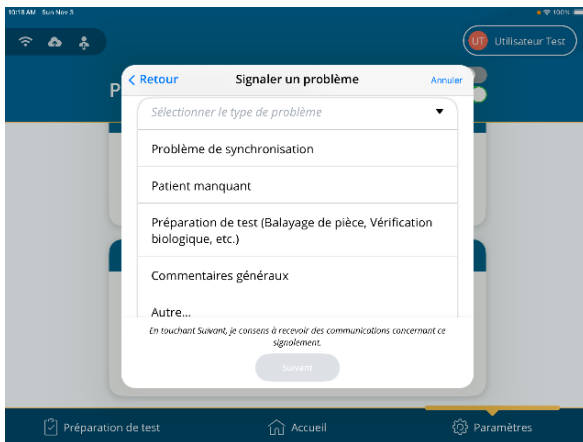 10:18 AM Sun Nov 3
100%
UT Utilisateur Test
P
Retour
Signaler un problème
Annuler
Sélectionner le type de problème
Problème de synchronisation
Patient manquant
Préparation de test (Balayage de pièce, Vérification
biologique, etc.)
Commentaires généraux
Autre...
En touchant Suivant, je consens à recevoir des communications concernant ce
signalement.
Suivant
Préparation de test
Accueil
Paramètres